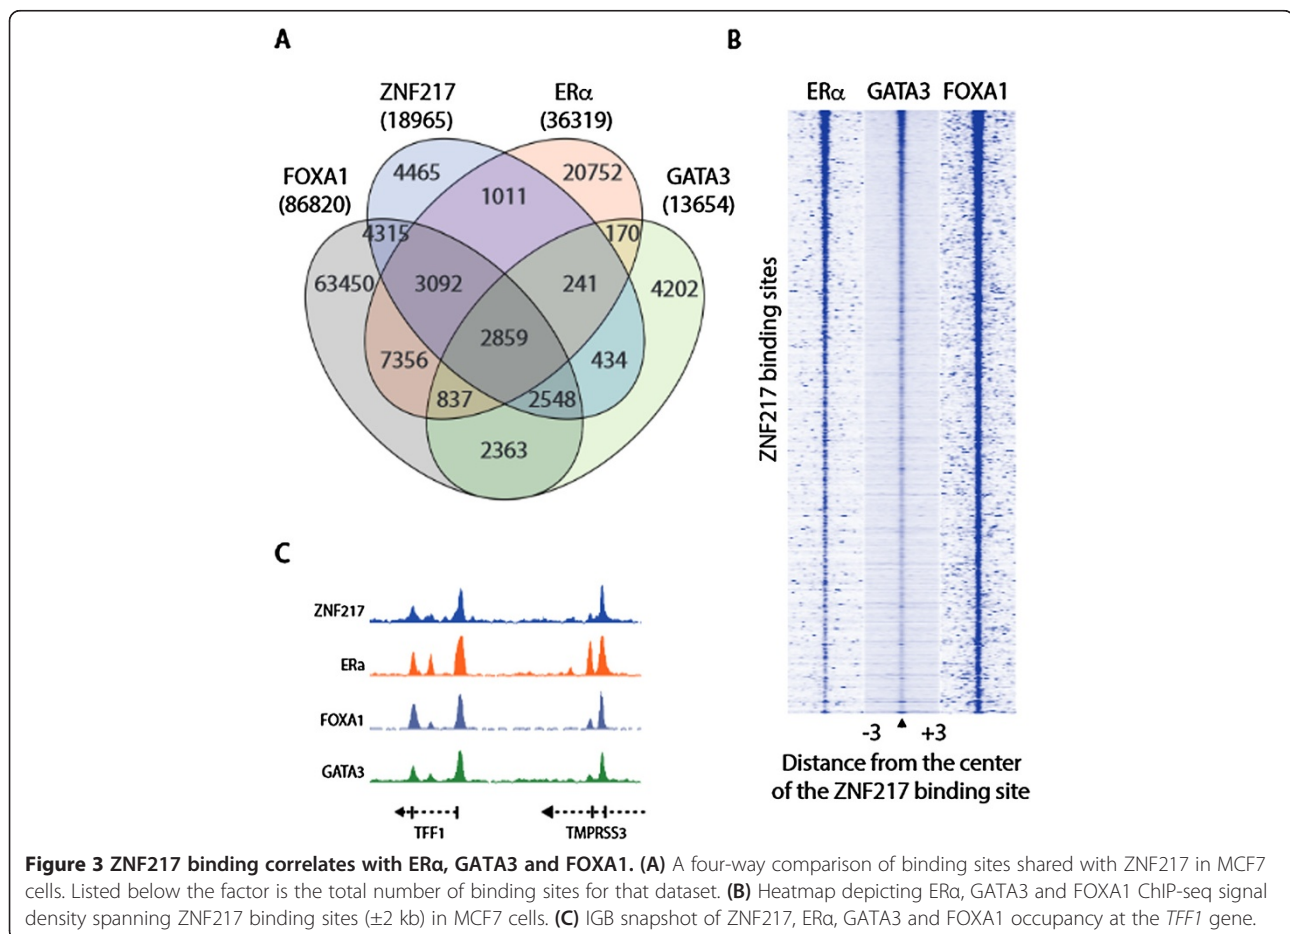 A
B
ZNF217
(18965)
ERα
(36319)
FOXA1
(86820)
GATA3
(13654)
4465
20752
1011
4315
170
63450
3092
241
4202
2859
7356
434
837
2548
2363
ERα GATA3 FOXA1
ZNF217 binding sites
-3 +3
Distance from the center
of the ZNF217 binding site
C
ZNF217
ERa
FOXA1
GATA3
TFF1
TMPRSS3
Figure 3 ZNF217 binding correlates with ERα, GATA3 and FOXA1. (A) A four-way comparison of binding sites shared with ZNF217 in MCF7
cells. Listed below the factor is the total number of binding sites for that dataset. (B) Heatmap depicting ERα, GATA3 and FOXA1 ChIP-seq signal
density spanning ZNF217 binding sites (±2 kb) in MCF7 cells. (C) IGB snapshot of ZNF217, ERα, GATA3 and FOXA1 occupancy at the TFF1 gene.